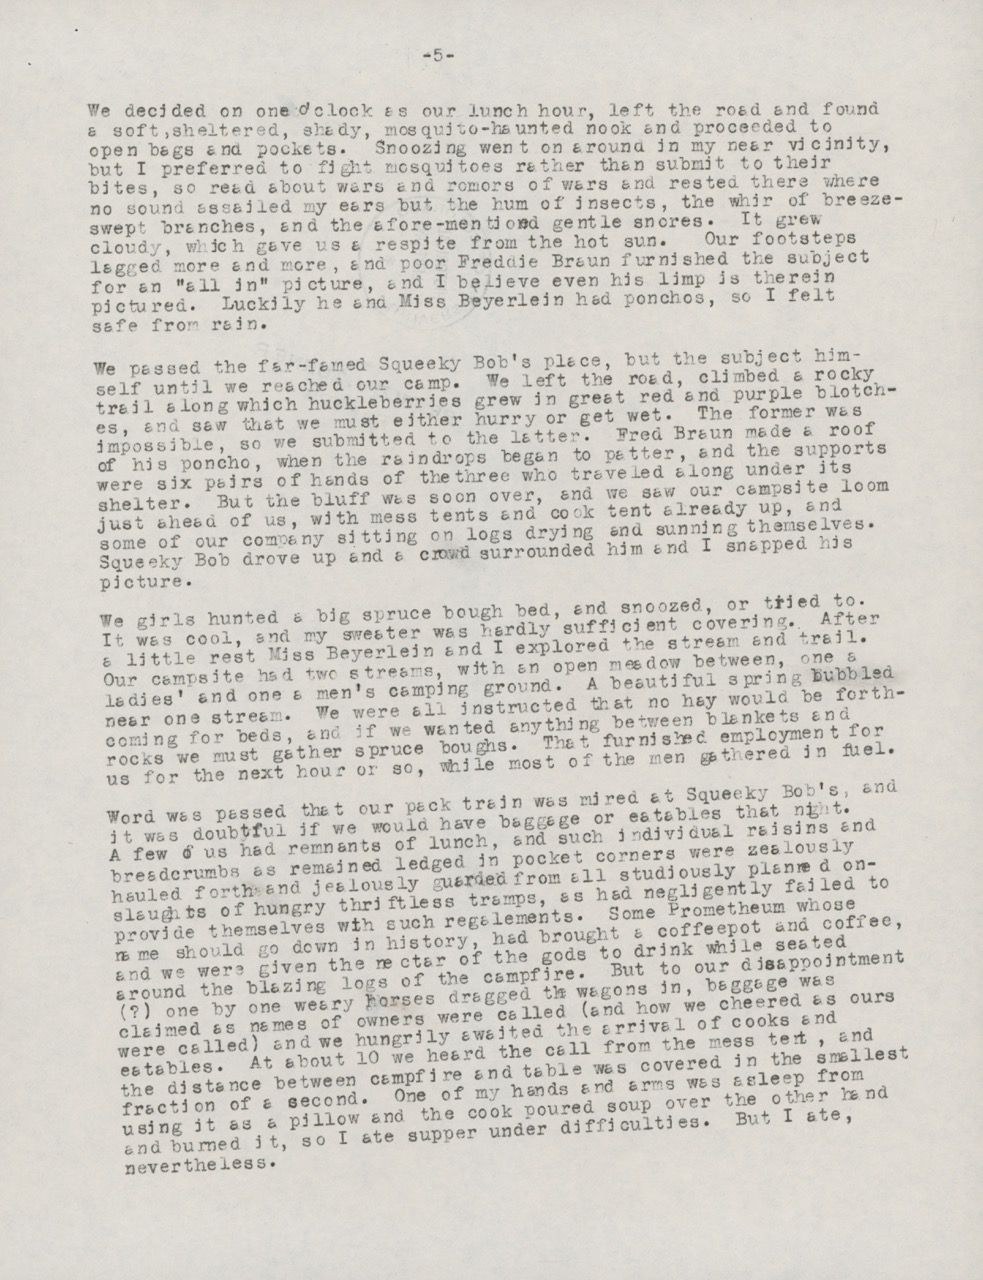 -5-
We decided on one o'clock as our lunch hour, left the road and found
a soft,sheltered, shady, mosquito-haunted nook and proceeded to
open bags and pockets. Snoozing went on around in my near vicinity,
but I preferred to fight mosquitoes rather than submit to their
bites, so read about wars and romors of wars and rested there where
no sound assailed my ears but the hum of insects, the whir of breeze-
swept branches, and the afore-mentiond gentle snores. It grew
cloudy, which gave us a respite from the hot sun. Our footsteps
lagged more and more, and poor Freddie Braun furnished the subject
for an "all in" picture, and I believe even his limp is therein
pictured. Luckily he and Miss Beyerlein had ponchos, so I felt
safe from rain.
We passed the far-famed Squeeky Bob's place, but the subject him-
self until we reached our camp. We left the road, climbed a rocky
trail along which huckleberries grew in great red and purple blotch-
es, and saw that we must either hurry or get wet. The former was
impossible, so we submitted to the latter. Fred Braun made a roof
of his poncho, when the raindrops began to patter, and the supports
were six pairs of hands of the three who traveled along under its
shelter. But the bluff was soon over, and we saw our campsite loom
just ahead of us, with mess tents and cook tent already up, and
some of our company sitting on logs drying and sunning themselves.
Squeeky Bob drove up and a crowd surrounded him and I snapped his
picture.
We girls hunted a big spruce bough bed, and snoozed, or tried to.
It was cool, and my sweater was hardly sufficient covering. After
a little rest Miss Beyerlein and I explored the stream and trail.
Our campsite had two streams, with an open meadow between, one a
ladies' and one a men's camping ground. A beautiful spring bubbled
near one stream. We were all instructed that no hay would be forth-
coming for beds, and if we wanted anything between blankets and
rocks we must gather spruce boughs. That furnished employment for
us for the next hour or so, while most of the men gathered in fuel.
Word was passed that our pack train was mired at Squeeky Bob's, and
it was doubtful if we would have baggage or eatables that night.
A few of us had remnants of lunch, and such individual raisins and
breadcrumbs as remained ledged in pocket corners were zealously
hauled forth and jealously guarded from all studiously planned on-
slaughts of hungry thriftless tramps, as had negligently failed to
provide themselves wth such regalements. Some Prometheum whose
name should go down in history, had brought a coffeepot and coffee,
and we were given the nectar of the gods to drink while seated
around the blazing logs of the campfire. But to our disappointment
(?) one by one weary horses dragged the wagons in, baggage was
claimed as names of owners were called (and how we cheered as ours
were called) and we hungrily awaited the arrival of cooks and
eatables. At about 10 we heard the call from the mess tent, and
the distance between campfire and table was covered in the smallest
fraction of a second. One of my hands and arms was asleep from
using it as a pillow and the cook poured soup over the other hand
and burned it, so I ate supper under difficulties. But I ate,
nevertheless.